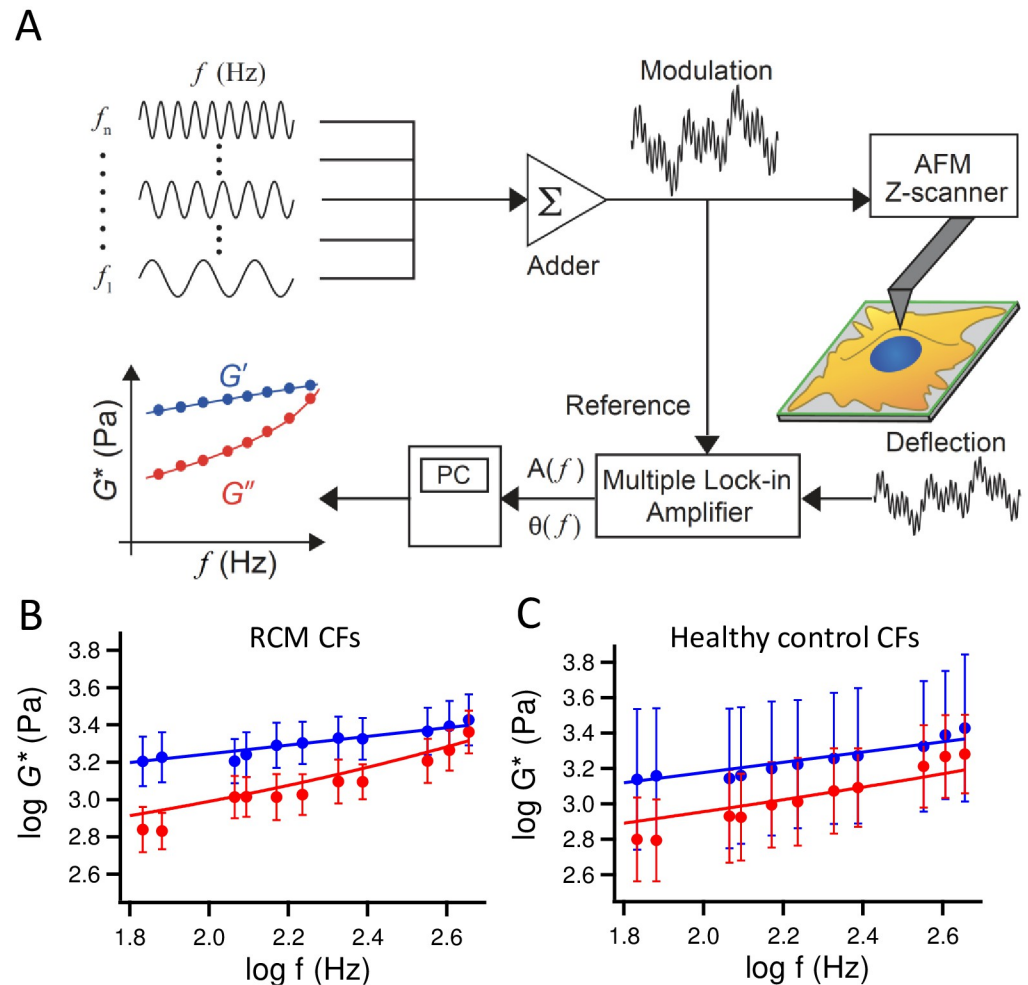 A
f (Hz)
fₙ
f₁
Σ
Adder
Modulation
AFM
Z-scanner
Reference
Deflection
Multiple Lock-in
Amplifier
A(f)
θ(f)
PC
G′
G″
G* (Pa)
f (Hz)
B
RCM CFs
log G* (Pa)
3.8
3.6
3.4
3.2
3.0
2.8
2.6
1.8 2.0 2.2 2.4 2.6
log f (Hz)
C
Healthy control CFs
log G* (Pa)
3.8
3.6
3.4
3.2
3.0
2.8
2.6
1.8 2.0 2.2 2.4 2.6
log f (Hz)